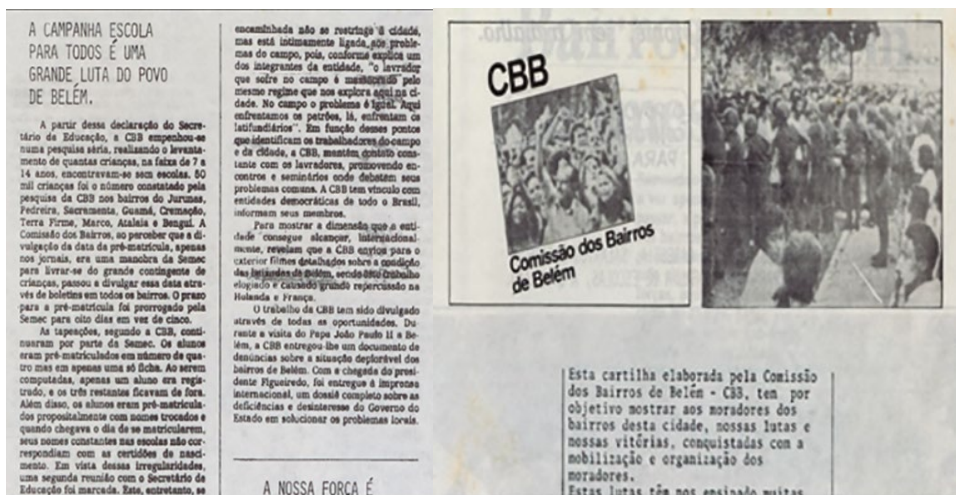 A CAMPANHA ESCOLA
PARA TODOS É UMA
GRANDE LUTA DO POVO
DE BELÉM.
A partir dessa declaração do Secre-
tário de Educação, a CBB empenhou-se
numa pesquisa séria, realizando o levanta-
mento de quantas crianças, na faixa de 7 a
14 anos, encontravam-se sem escolas. 50
mil crianças foi o número constatado pela
pesquisa da CBB nos bairros do Jurunas,
Pedreira, Sacramenta, Guamá, Cremação,
Terra Firme, Marco, Atalaia e Benguí. A
Comissão dos Bairros, ao perceber que a di-
vulgação da data da pré-matrícula, apenas
nos jornais, era uma manobra da Semec
para livrar-se do grande contingente de
crianças, passou a divulgar essa data atra-
vés de boletins em todos os bairros. O prazo
para a pré-matrícula foi prorrogado pela
Semec para oito dias em vez de cinco.
As tapeações, segundo a CBB, conti-
nuaram por parte da Semec. Os alunos
eram pré-matriculados em número de qua-
tro mas em apenas uma só ficha. Ao serem
computadas, apenas um aluno era regis-
trado, e os três restantes ficavam de fora.
Além disso, os alunos eram pré-matricula-
dos propositalmente com nomes trocados e
quando chegava o dia de se matricularem,
seus nomes constantes nas escolas não cor-
respondiam com as certidões de nasci-
mento. Em vista dessas irregularidades,
uma segunda reunião com o Secretário de
Educação foi marcada. Este, entretanto, se
encaminhada não se restringe à cidade,
mas está intimamente ligada, aos proble-
mas do campo, pois, conforme explica um
dos integrantes da entidade, "o lavrador
que sofre no campo é massacrado pelo
mesmo regime que nos explora aqui na ci-
dade. No campo o problema é igual. Aqui
enfrentamos os patrões, lá, enfrentam os
latifundiários". Em função desses pontos
que identificam os trabalhadores do campo
e da cidade, a CBB, mantém contato cons-
tante com os lavradores, promovendo en-
contros e seminários onde debatem seus
problemas comuns. A CBB tem vínculo com
entidades democráticas de todo o Brasil,
informam seus membros.
Para mostrar a dimensão que a enti-
dade consegue alcançar, internacional-
mente, revelam que a CBB enviou para o
exterior filmes detalhados sobre a condição
das baixadas de Belém, sendo este trabalho
elogiado e causado grande repercussão na
Holanda e França.
O trabalho da CBB tem sido divulgado
através de todas as oportunidades. Du-
rante a visita do Papa João Paulo II a Be-
lém, a CBB entregou-lhe um documento de
denúncias sobre a situação deplorável dos
bairros de Belém. Com a chegada do presi-
dente Figueiredo, foi entregue à imprensa
internacional, um dossiê completo sobre as
deficiências e desinteresse do Governo do
Estado em solucionar os problemas locais.
A NOSSA FORÇA É
CBB
Comissão dos Bairros
de Belém
Esta cartilha elaborada pela Comissão
dos Bairros de Belém - CBB, tem por
objetivo mostrar aos moradores dos
bairros desta cidade, nossas lutas e
nossas vitórias, conquistadas com a
mobilização e organização dos
moradores.
Estas lutas têm nos ensinado muitas